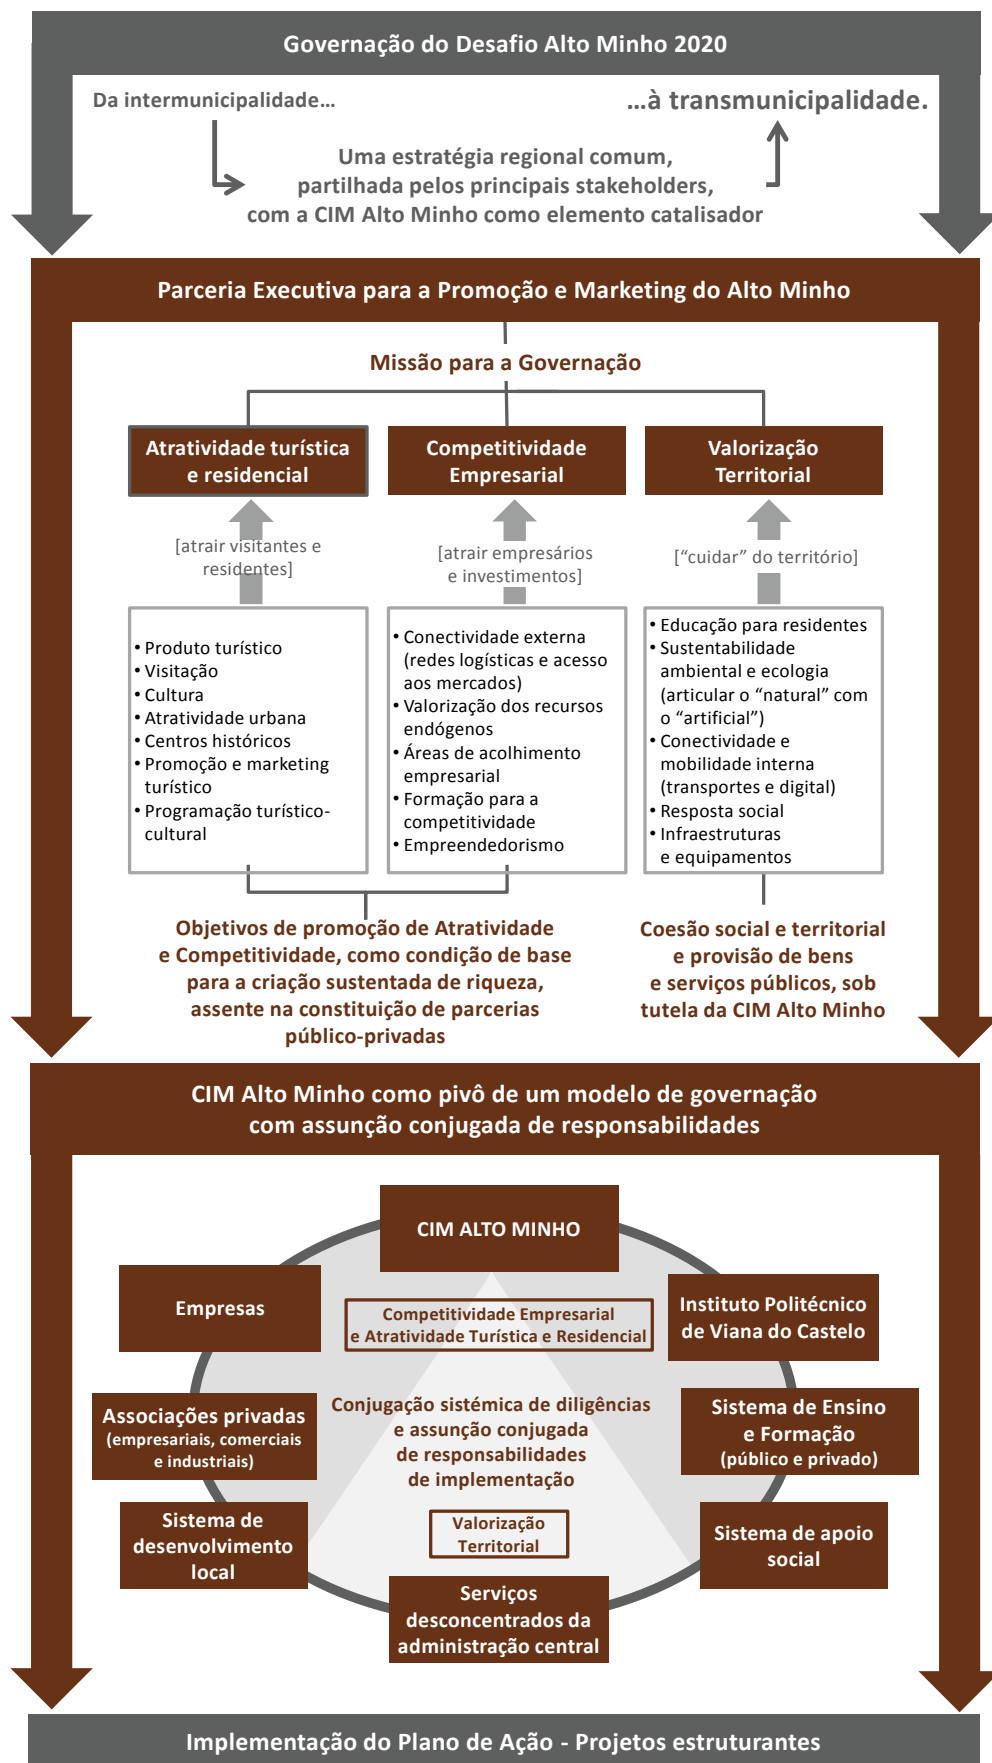 Governação do Desafio Alto Minho 2020
Da intermunicipalidade...
...à transmunicipalidade.
Uma estratégia regional comum,
partilhada pelos principais stakeholders,
com a CIM Alto Minho como elemento catalisador
Parceria Executiva para a Promoção e Marketing do Alto Minho
Missão para a Governação
Atratividade turística
e residencial
Competitividade
Empresarial
Valorização
Territorial
[atrair visitantes e
residentes]
[atrair empresários
e investimentos]
[“cuidar” do território]
• Produto turístico
• Visitação
• Cultura
• Atratividade urbana
• Centros históricos
• Promoção e marketing
turístico
• Programação turístico-
cultural
• Conectividade externa
(redes logísticas e acesso
aos mercados)
• Valorização dos recursos
endógenos
• Áreas de acolhimento
empresarial
• Formação para a
competitividade
• Empreendedorismo
• Educação para residentes
• Sustentabilidade
ambiental e ecologia
(articular o “natural” com
o “artificial”)
• Conectividade e
mobilidade interna
(transportes e digital)
• Resposta social
• Infraestruturas
e equipamentos
Objetivos de promoção de Atratividade
e Competitividade, como condição de base
para a criação sustentada de riqueza,
assente na constituição de parcerias
público-privadas
Coesão social e territorial
e provisão de bens
e serviços públicos, sob
tutela da CIM Alto Minho
CIM Alto Minho como pivô de um modelo de governação
com assunção conjugada de responsabilidades
CIM ALTO MINHO
Empresas
Competitividade Empresarial
e Atratividade Turística e Residencial
Instituto Politécnico
de Viana do Castelo
Associações privadas
(empresariais, comerciais
e industriais)
Conjugação sistémica de diligências
e assunção conjugada
de responsabilidades
de implementação
Sistema de Ensino
e Formação
(público e privado)
Sistema de
desenvolvimento
local
Valorização
Territorial
Sistema de apoio
social
Serviços
desconcentrados da
administração central
Implementação do Plano de Ação - Projetos estruturantes